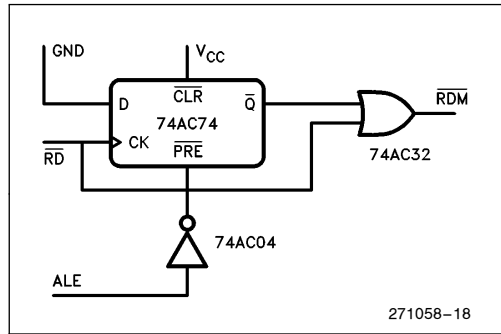 GND
VCC
D
CLR
Q
74AC74
RD
CK
PRE
RDM
74AC32
74AC04
ALE
271058-18